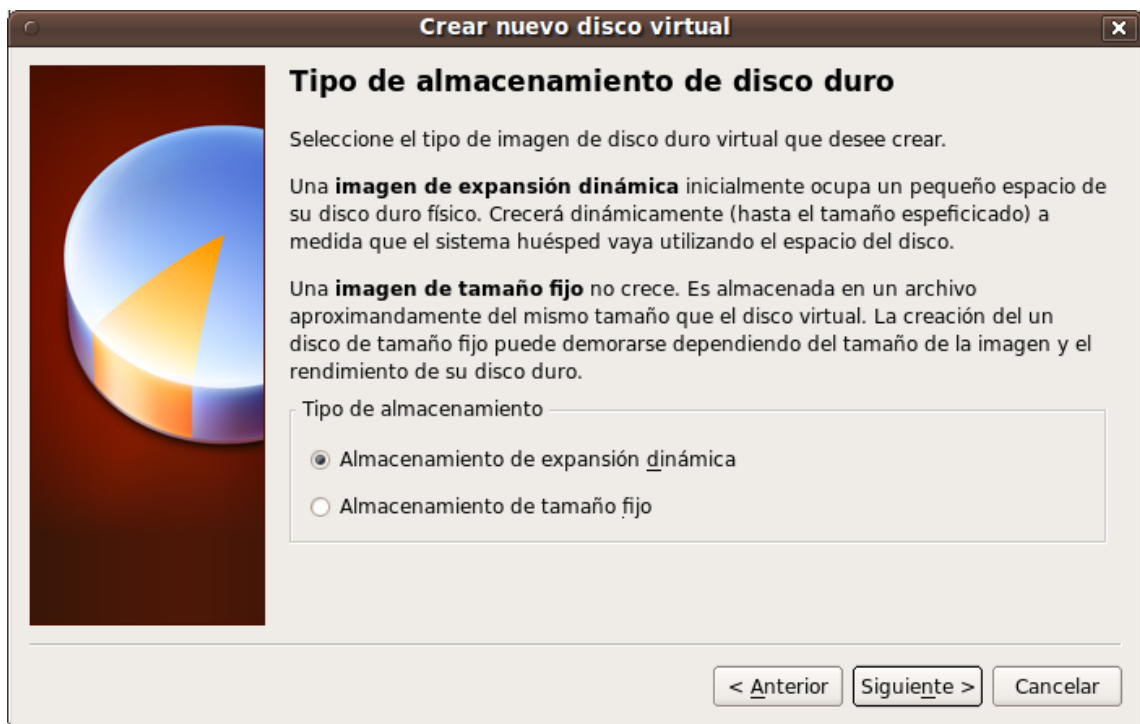 Crear nuevo disco virtual
Tipo de almacenamiento de disco duro
Seleccione el tipo de imagen de disco duro virtual que desee crear.
Una imagen de expansión dinámica inicialmente ocupa un pequeño espacio de
su disco duro físico. Crecerá dinámicamente (hasta el tamaño espeficicado) a
medida que el sistema huésped vaya utilizando el espacio del disco.
Una imagen de tamaño fijo no crece. Es almacenada en un archivo
aproximandamente del mismo tamaño que el disco virtual. La creación del un
disco de tamaño fijo puede demorarse dependiendo del tamaño de la imagen y el
rendimiento de su disco duro.
Tipo de almacenamiento
Almacenamiento de expansión dinámica
Almacenamiento de tamaño fijo
< Anterior Siguiente > Cancelar